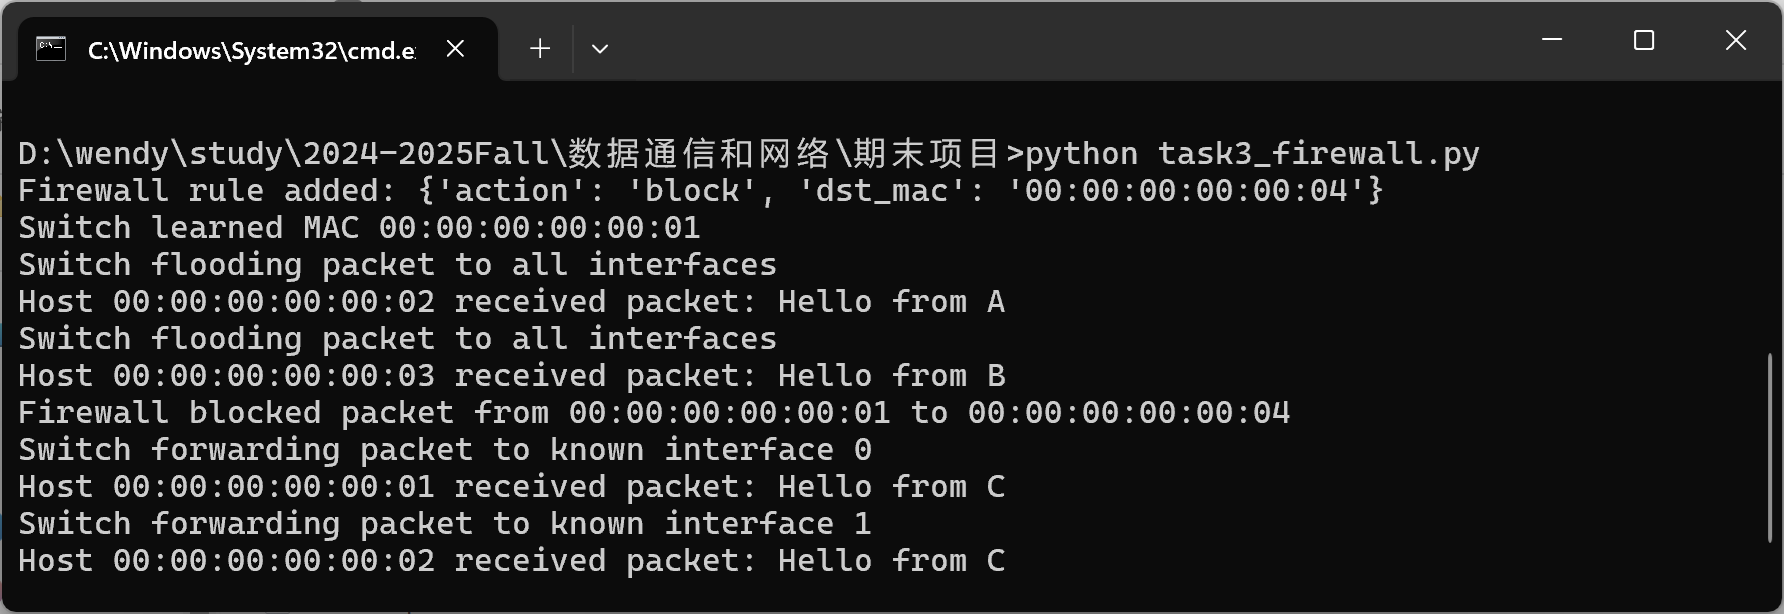 C:\Windows\System32\cmd.e
D:\wendy\study\2024-2025Fall\数据通信和网络\期末项目>python task3_firewall.py
Firewall rule added: {'action': 'block', 'dst_mac': '00:00:00:00:00:04'}
Switch learned MAC 00:00:00:00:00:01
Switch flooding packet to all interfaces
Host 00:00:00:00:00:02 received packet: Hello from A
Switch flooding packet to all interfaces
Host 00:00:00:00:00:03 received packet: Hello from B
Firewall blocked packet from 00:00:00:00:00:01 to 00:00:00:00:00:04
Switch forwarding packet to known interface 0
Host 00:00:00:00:00:01 received packet: Hello from C
Switch forwarding packet to known interface 1
Host 00:00:00:00:00:02 received packet: Hello from C